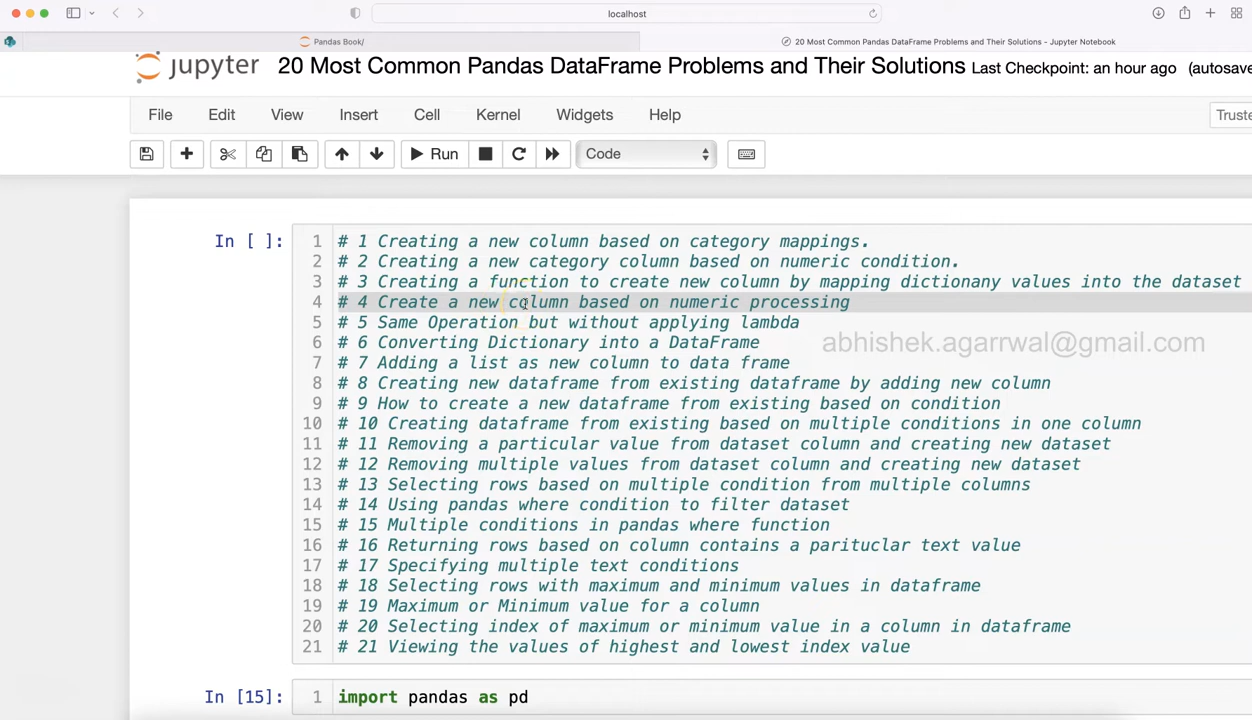 localhost
Pandas Book/
20 Most Common Pandas DataFrame Problems and Their Solutions - Jupyter Notebook
jupyter 20 Most Common Pandas DataFrame Problems and Their Solutions Last Checkpoint: an hour ago (autosave
File Edit View Insert Cell Kernel Widgets Help Truste
Run Code
In [ ]: 1 # 1 Creating a new column based on category mappings.
2 # 2 Creating a new category column based on numeric condition.
3 # 3 Creating a function to create new column by mapping dictionary values into the dataset
4 # 4 Create a new column based on numeric processing
5 # 5 Same Operation but without applying lambda
6 # 6 Converting Dictionary into a DataFrame
abhishek.agarrwal@gmail.com
7 # 7 Adding a list as new column to data frame
8 # 8 Creating new dataframe from existing dataframe by adding new column
9 # 9 How to create a new dataframe from existing based on condition
10 # 10 Creating dataframe from existing based on multiple conditions in one column
11 # 11 Removing a particular value from dataset column and creating new dataset
12 # 12 Removing multiple values from dataset column and creating new dataset
13 # 13 Selecting rows based on multiple condition from multiple columns
14 # 14 Using pandas where condition to filter dataset
15 # 15 Multiple conditions in pandas where function
16 # 16 Returning rows based on column contains a parituclar text value
17 # 17 Specifying multiple text conditions
18 # 18 Selecting rows with maximum and minimum values in dataframe
19 # 19 Maximum or Minimum value for a column
20 # 20 Selecting index of maximum or minimum value in a column in dataframe
21 # 21 Viewing the values of highest and lowest index value
In [15]: 1 import pandas as pd